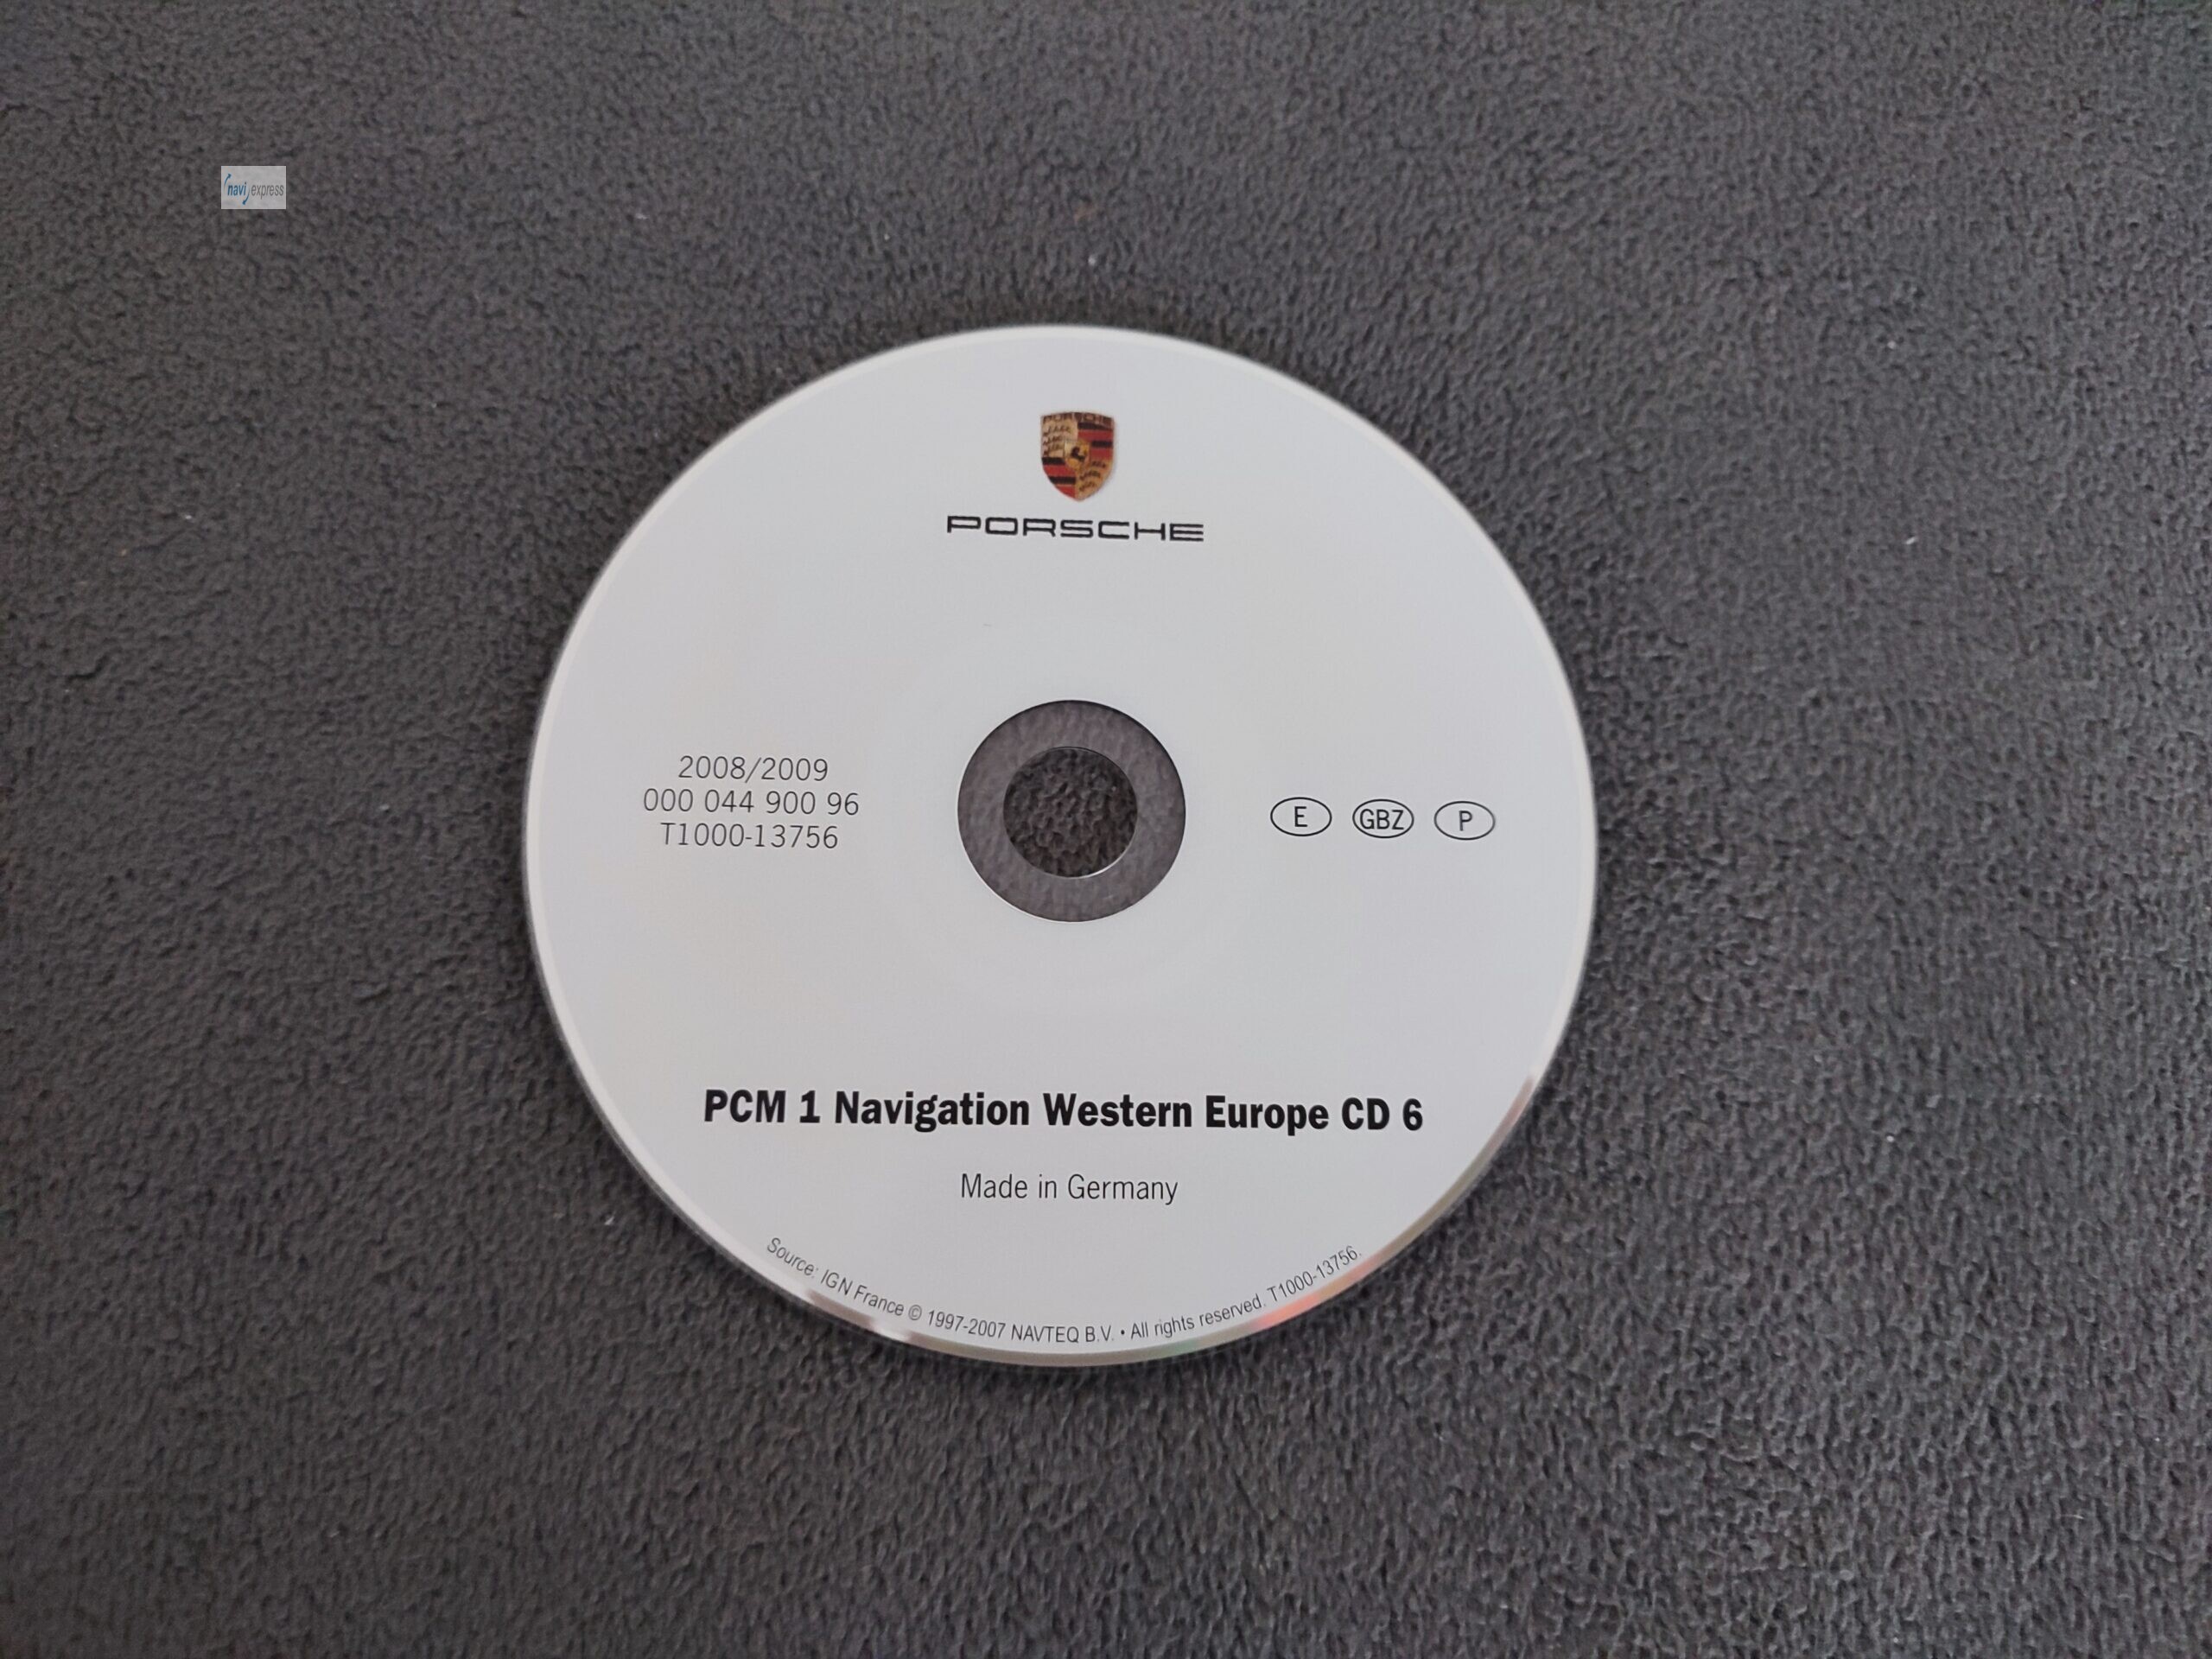 navi express
PORSCHE
PORSCHE
2008/2009
000 044 900 96
T1000-13756
E GBZ P
PCM 1 Navigation Western Europe CD 6
Made in Germany
Source: IGN France © 1997-2007 NAVTEQ B.V. • All rights reserved. T1000-13756.